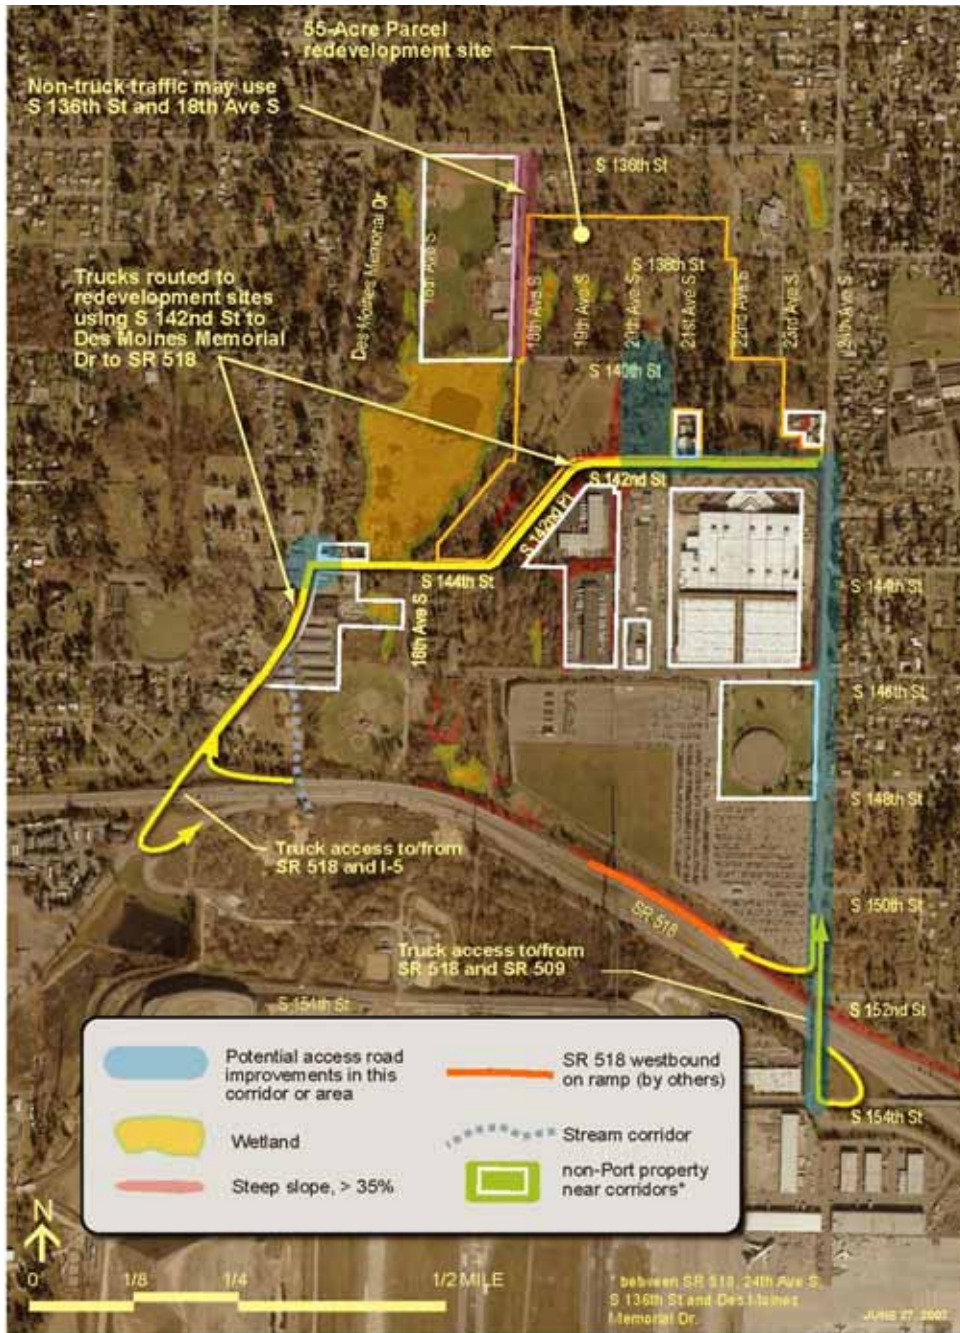 55-Acre Parcel
redevelopment site
Non-truck traffic may use
S 136th St and 18th Ave S
S 136th St
Des Moines Memorial Dr
16th Ave S
S 138th St
18th Ave S
19th Ave S
20th Ave S
21st Ave S
22nd Ave S
23rd Ave S
24th Ave S
Trucks routed to
redevelopment sites
using S 142nd St to
Des Moines Memorial
Dr to SR 518
S 140th St
S 142nd St
S 142nd Pl
S 144th St
S 144th St
16th Ave S
S 146th St
S 148th St
Truck access to/from
SR 518 and I-5
SR 518
S 150th St
Truck access to/from
SR 518 and SR 509
S 154th St
S 152nd St
S 154th St
Potential access road
improvements in this
corridor or area
SR 518 westbound
on ramp (by others)
Wetland
Stream corridor
Steep slope, > 35%
non-Port property
near corridors*
N
0
1/8
1/4
1/2 MILE
* between SR 518, 24th Ave S,
S 136th St and Des Moines
Memorial Dr.
JUNE 27, 2007